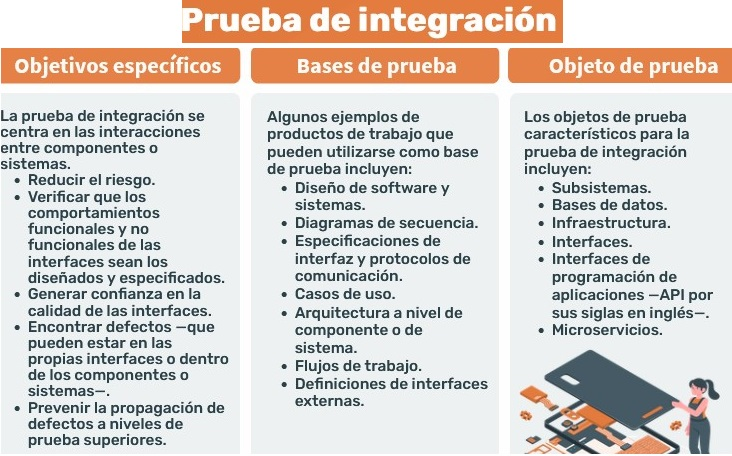 Prueba de integración
Objetivos específicos
La prueba de integración se
centra en las interacciones
entre componentes o
sistemas.
• Reducir el riesgo.
• Verificar que los
comportamientos
funcionales y no
funcionales de las
interfaces sean los
diseñados y especificados.
• Generar confianza en la
calidad de las interfaces.
• Encontrar defectos —que
pueden estar en las
propias interfaces o dentro
de los componentes o
sistemas—.
• Prevenir la propagación de
defectos a niveles de
prueba superiores.
Bases de prueba
Algunos ejemplos de
productos de trabajo que
pueden utilizarse como base
de prueba incluyen:
• Diseño de software y
sistemas.
• Diagramas de secuencia.
• Especificaciones de
interfaz y protocolos de
comunicación.
• Casos de uso.
• Arquitectura a nivel de
componente o de
sistema.
• Flujos de trabajo.
• Definiciones de interfaces
externas.
Objeto de prueba
Los objetos de prueba
característicos para la
prueba de integración
incluyen:
• Subsistemas.
• Bases de datos.
• Infraestructura.
• Interfaces.
• Interfaces de
programación de
aplicaciones —API por
sus siglas en inglés—.
• Microservicios.